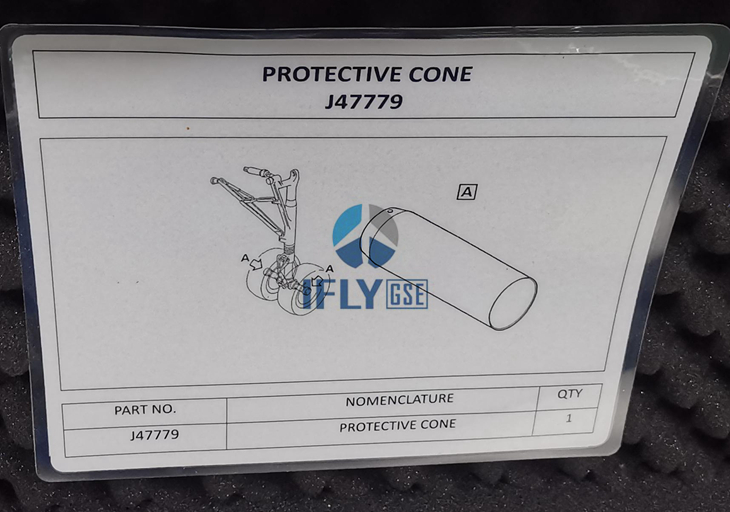 PROTECTIVE CONE
J47779
A
A
A
IFLY GSE
PART NO. NOMENCLATURE QTY
J47779 PROTECTIVE CONE 1